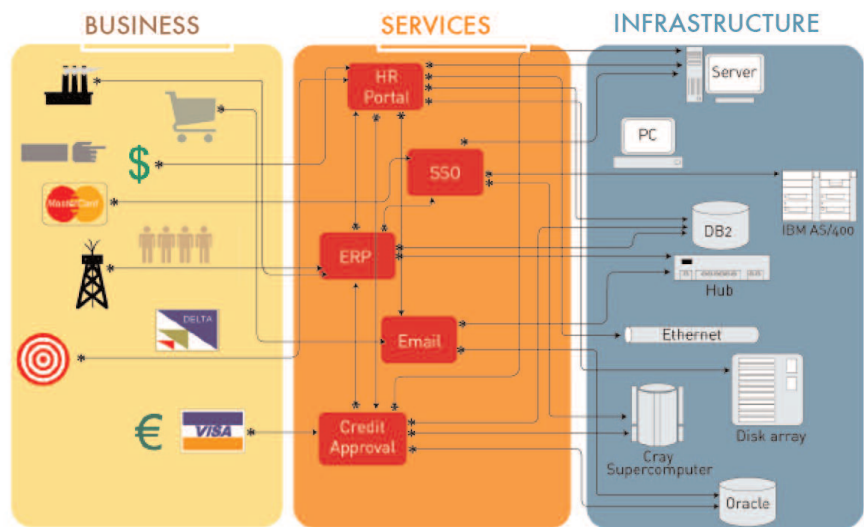 BUSINESS
SERVICES
INFRASTRUCTURE
HR
Portal
Server
$
PC
SSO
MasterCard
IBM AS/400
DB2
ERP
Hub
DELTA
Email
Ethernet
€
VISA
Credit
Approval
Disk array
Cray
Supercomputer
Oracle